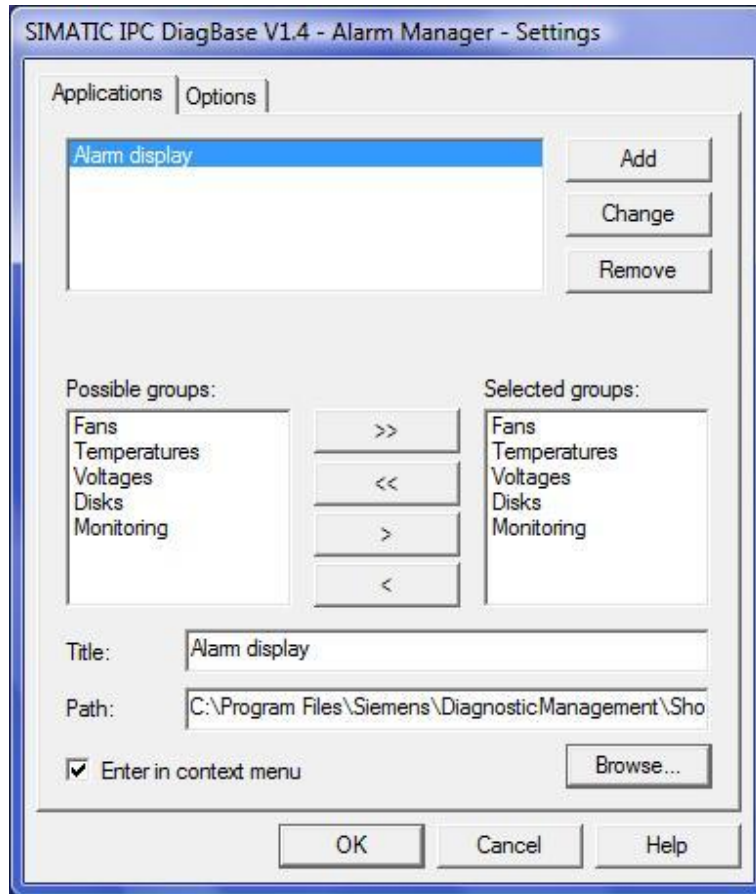 SIMATIC IPC DiagBase V1.4 - Alarm Manager - Settings
Applications
Options
Alarm display
Add
Change
Remove
Possible groups:
Fans
Temperatures
Voltages
Disks
Monitoring
>>
<<
>
<
Selected groups:
Fans
Temperatures
Voltages
Disks
Monitoring
Title:
Alarm display
Path:
C:\Program Files\Siemens\DiagnosticManagement\Sho
Enter in context menu
Browse...
OK
Cancel
Help